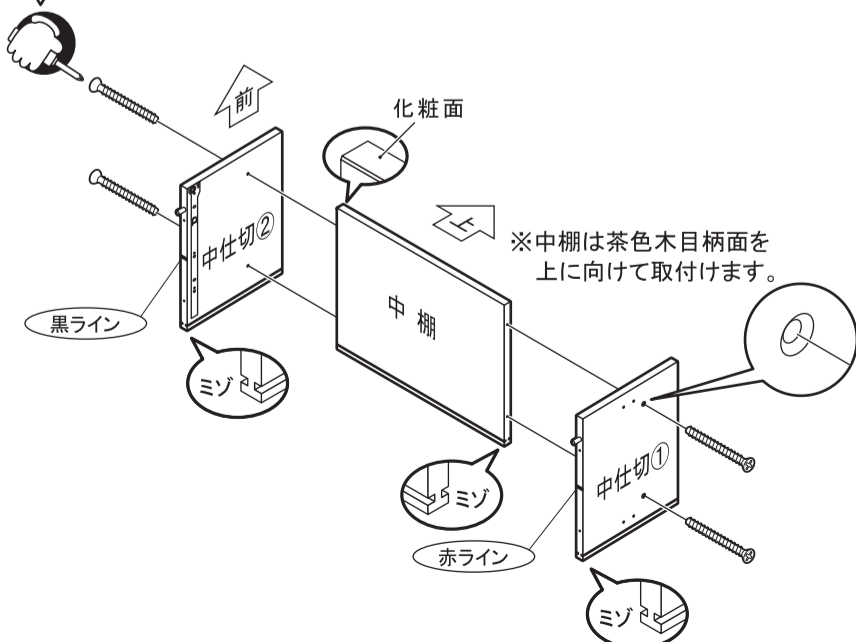 前
化粧面
上
※中棚は茶色木目柄面を
上に向けて取付けます。
中仕切②
中棚
黒ライン
ミゾ
ミゾ
中仕切①
赤ライン
ミゾ